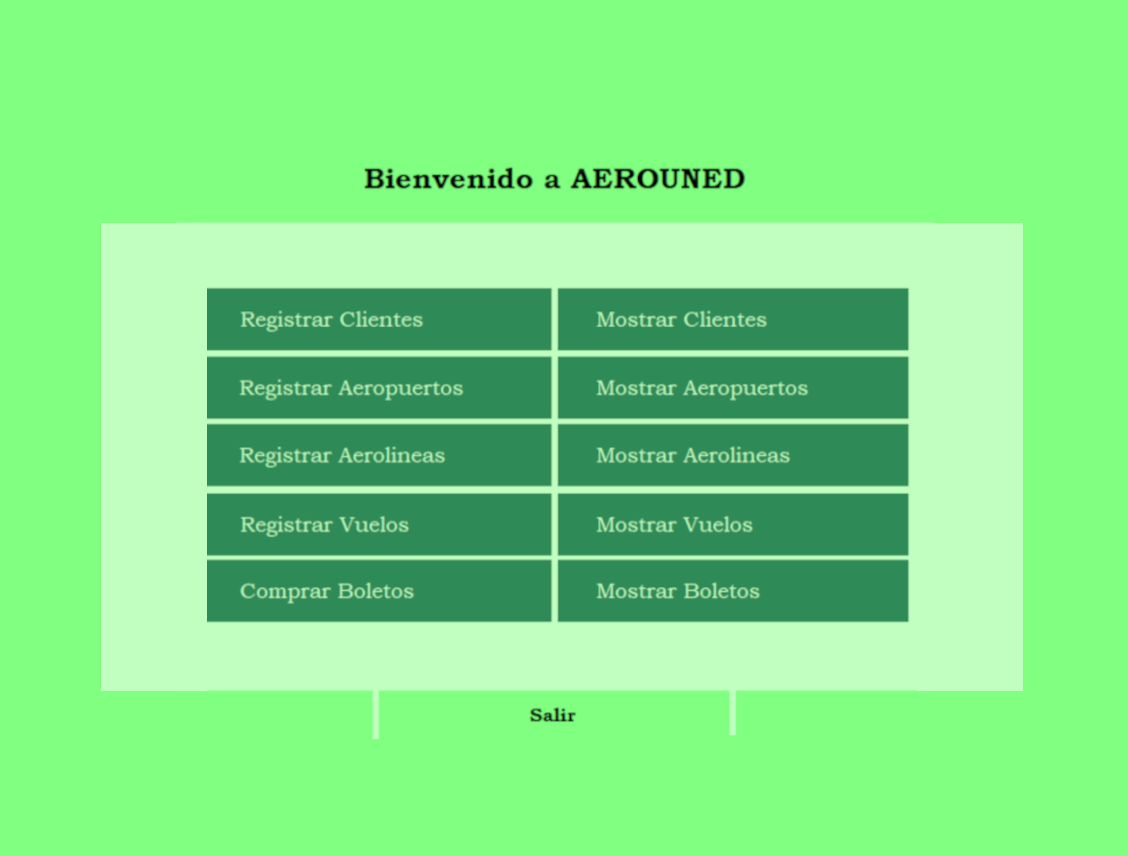 Bienvenido a AEROUNED
Registrar Clientes
Mostrar Clientes
Registrar Aeropuertos
Mostrar Aeropuertos
Registrar Aerolineas
Mostrar Aerolineas
Registrar Vuelos
Mostrar Vuelos
Comprar Boletos
Mostrar Boletos
Salir